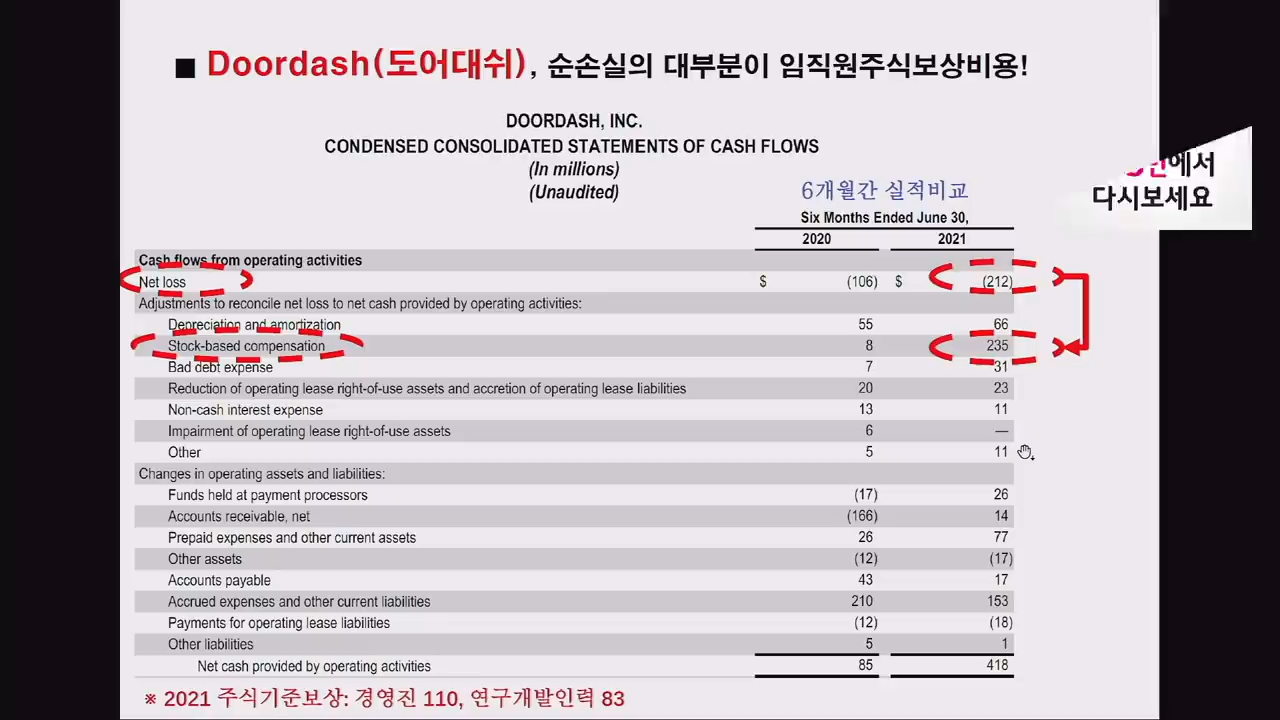 ■ Doordash(도어대쉬), 순손실의 대부분이 임직원주식보상비용!
DOORDASH, INC.
CONDENSED CONSOLIDATED STATEMENTS OF CASH FLOWS
(In millions)
(Unaudited)
6개월간 실적비교
Six Months Ended June 30,
2020 2021
에서
다시보세요
Cash flows from operating activities
Net loss $ (106) $ (212)
Adjustments to reconcile net loss to net cash provided by operating activities:
Depreciation and amortization 55 66
Stock-based compensation 8 235
Bad debt expense 7 31
Reduction of operating lease right-of-use assets and accretion of operating lease liabilities 20 23
Non-cash interest expense 13 11
Impairment of operating lease right-of-use assets 6 —
Other 5 11
Changes in operating assets and liabilities:
Funds held at payment processors (17) 26
Accounts receivable, net (166) 14
Prepaid expenses and other current assets 26 77
Other assets (12) (17)
Accounts payable 43 17
Accrued expenses and other current liabilities 210 153
Payments for operating lease liabilities (12) (18)
Other liabilities 5 1
Net cash provided by operating activities 85 418
※ 2021 주식기준보상: 경영진 110, 연구개발인력 83